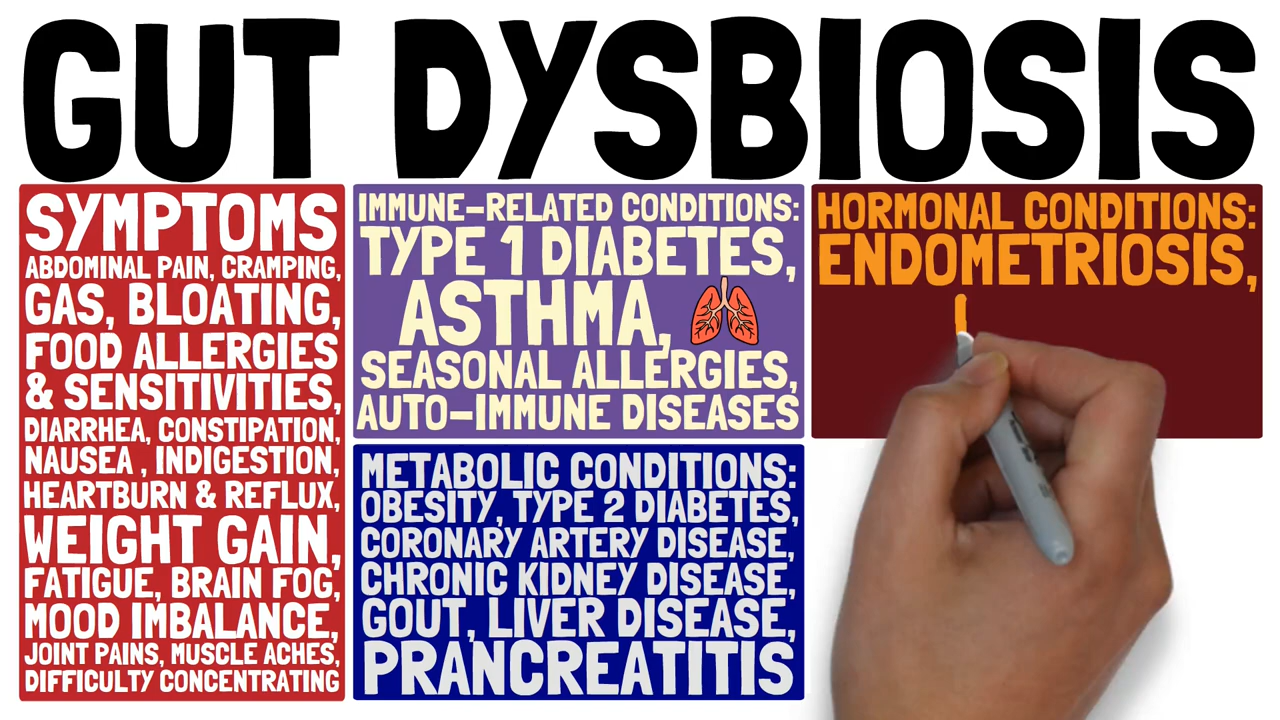 GUT DYSBIOSIS
SYMPTOMS
ABDOMINAL PAIN, CRAMPING,
GAS, BLOATING,
FOOD ALLERGIES
& SENSITIVITIES,
DIARRHEA, CONSTIPATION,
NAUSEA , INDIGESTION,
HEARTBURN & REFLUX,
WEIGHT GAIN,
FATIGUE, BRAIN FOG,
MOOD IMBALANCE,
JOINT PAINS, MUSCLE ACHES,
DIFFICULTY CONCENTRATING
IMMUNE-RELATED CONDITIONS:
TYPE 1 DIABETES,
ASTHMA,
SEASONAL ALLERGIES,
AUTO-IMMUNE DISEASES
METABOLIC CONDITIONS:
OBESITY, TYPE 2 DIABETES,
CORONARY ARTERY DISEASE,
CHRONIC KIDNEY DISEASE,
GOUT, LIVER DISEASE,
PRANCREATITIS
HORMONAL CONDITIONS:
ENDOMETRIOSIS,